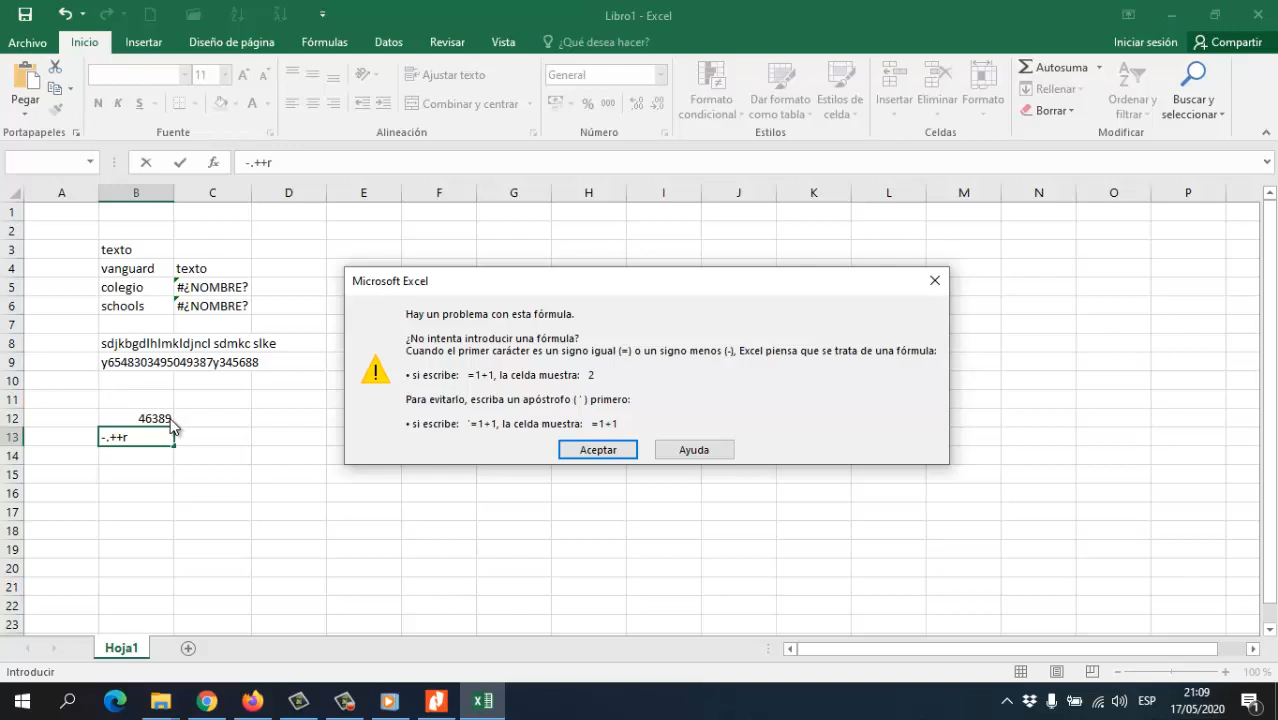 Libro1 - Excel
Archivo Inicio Insertar Diseño de página Fórmulas Datos Revisar Vista ¿Qué desea hacer? Iniciar sesión Compartir
Pegar
Portapapeles
11
N K S
Fuente
Ajustar texto
Combinar y centrar
Alineación
General
% 000
Número
Formato condicional
Dar formato como tabla
Estilos de celda
Estilos
Insertar Eliminar Formato
Celdas
Autosuma
Rellenar
Borrar
Ordenar y filtrar
Buscar y seleccionar
Modificar
fx -.++r
A B C D E F G H I J K L M N O P
1
2
3 texto
4 vanguard texto
5 colegio #¿NOMBRE?
6 schools #¿NOMBRE?
7
8 sdjkbgdlhlmkldjncl sdmkc slke
9 y6548303495049387y345688
10
11
12 46389
13 -.++r
14
15
16
17
18
19
20
21
22
23
Microsoft Excel
Hay un problema con esta fórmula.
¿No intenta introducir una fórmula?
Cuando el primer carácter es un signo igual (=) o un signo menos (-), Excel piensa que se trata de una fórmula:
• si escribe: =1+1, la celda muestra: 2
Para evitarlo, escriba un apóstrofo ( ´ ) primero:
• si escribe: ´=1+1, la celda muestra: =1+1
Aceptar Ayuda
Hoja1
Introducir
100 %
ESP
21:09
17/05/2020